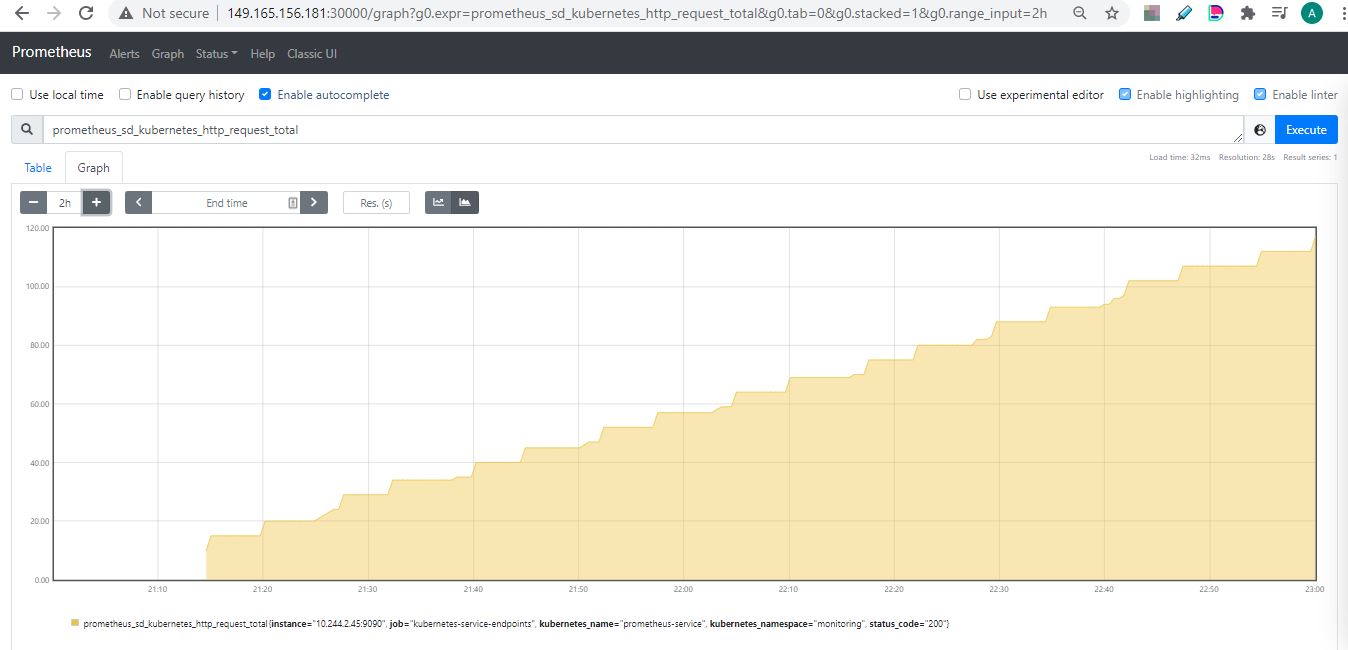 Not secure | 149.165.156.181:30000/graph?g0.expr=prometheus_sd_kubernetes_http_request_total&g0.tab=0&g0.stacked=1&g0.range_input=2h A
Prometheus Alerts Graph Status Help Classic UI
Use local time Enable query history Enable autocomplete Use experimental editor Enable highlighting Enable linter
prometheus_sd_kubernetes_http_request_total Execute
Load time: 32ms Resolution: 28s Result series: 1
Table Graph
2h End time Res. (s)
120.00
100.00
80.00
60.00
40.00
20.00
0.00
21:10 21:20 21:30 21:40 21:50 22:00 22:10 22:20 22:30 22:40 22:50 23:00
prometheus_sd_kubernetes_http_request_total{instance="10.244.2.45:9090", job="kubernetes-service-endpoints", kubernetes_name="prometheus-service", kubernetes_namespace="monitoring", status_code="200"}